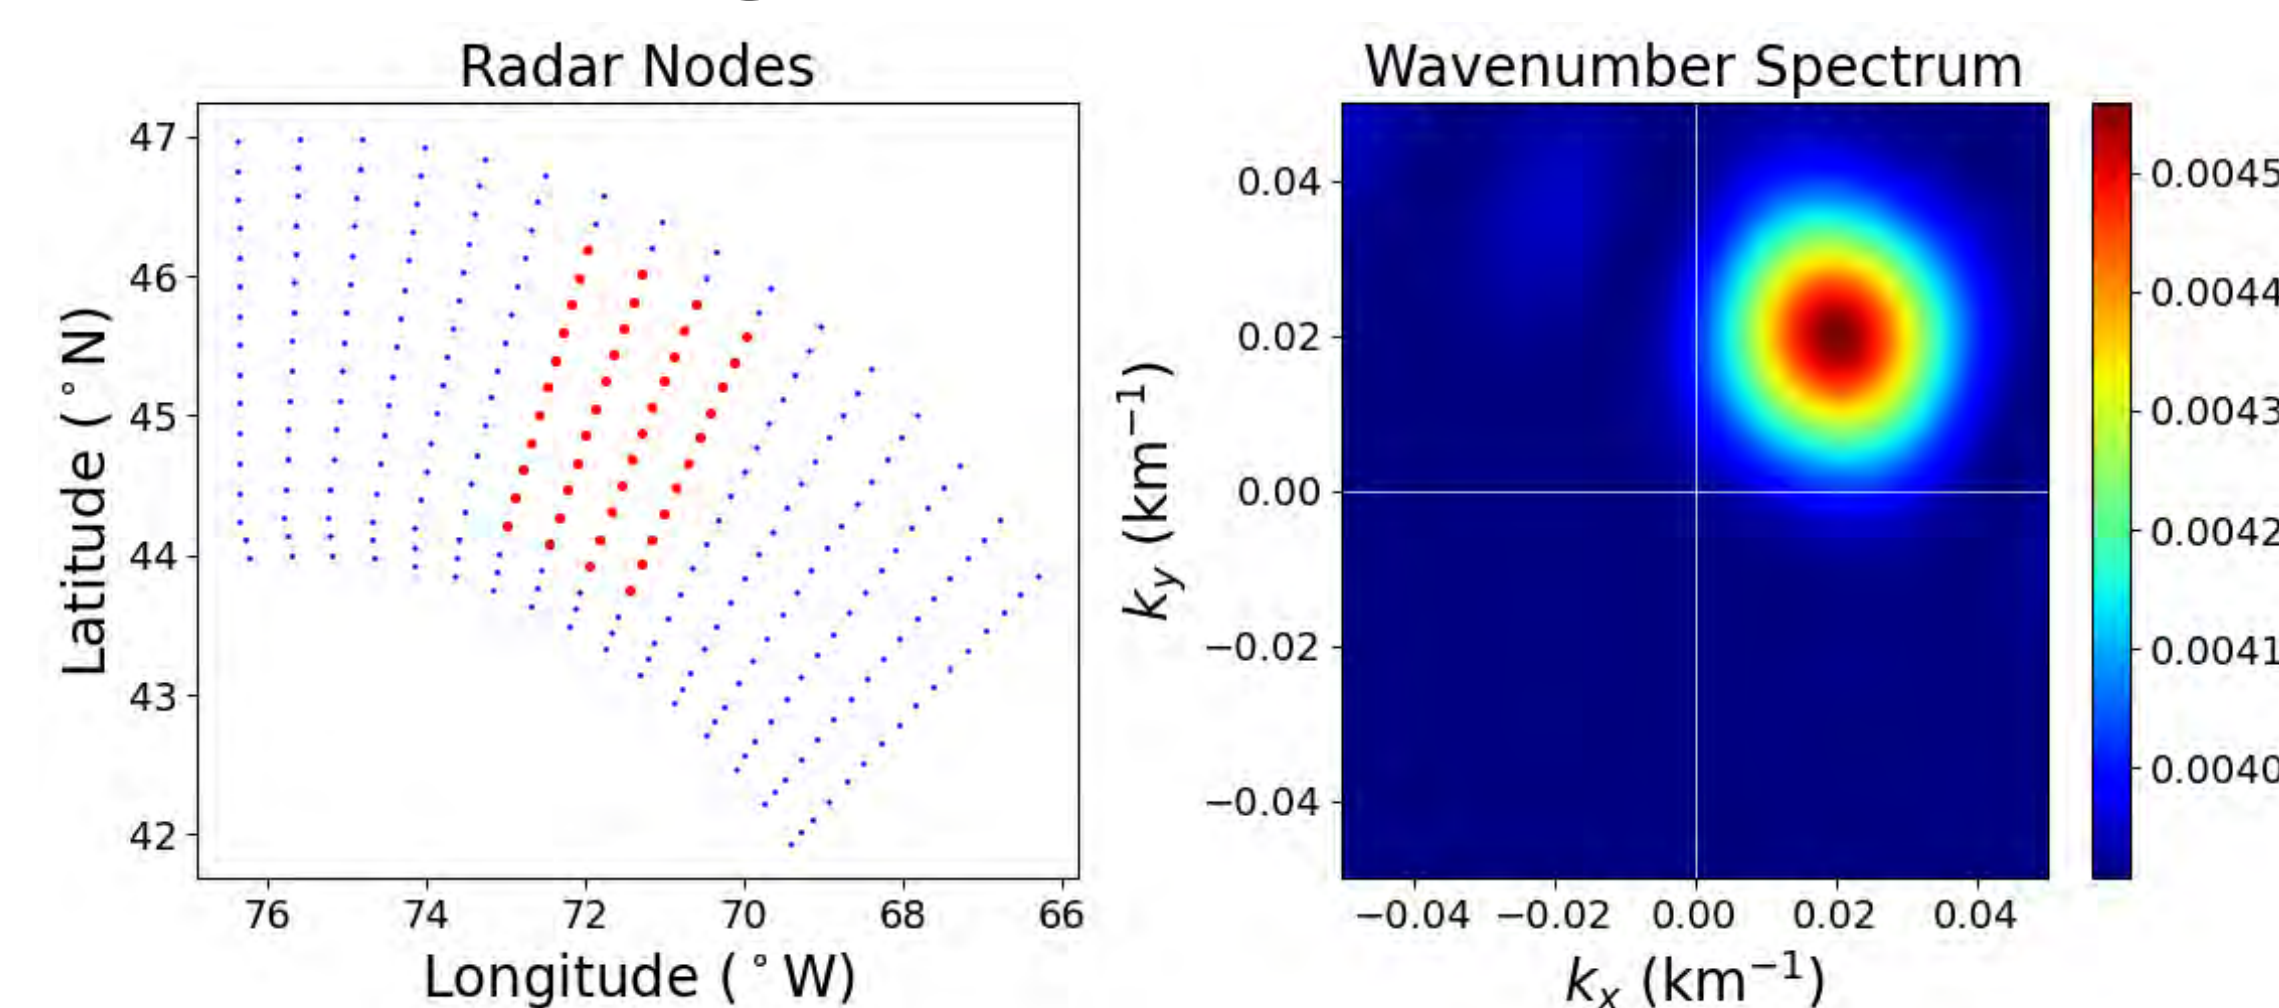 Radar Nodes
47
46
45
44
43
42
Latitude (°N)
76 74 72 70 68 66
Longitude (°W)
Wavenumber Spectrum
0.04
0.02
0.00
−0.02
−0.04
k_y (km⁻¹)
−0.04 −0.02 0.00 0.02 0.04
k_x (km⁻¹)
0.0045
0.0044
0.0043
0.0042
0.0041
0.0040